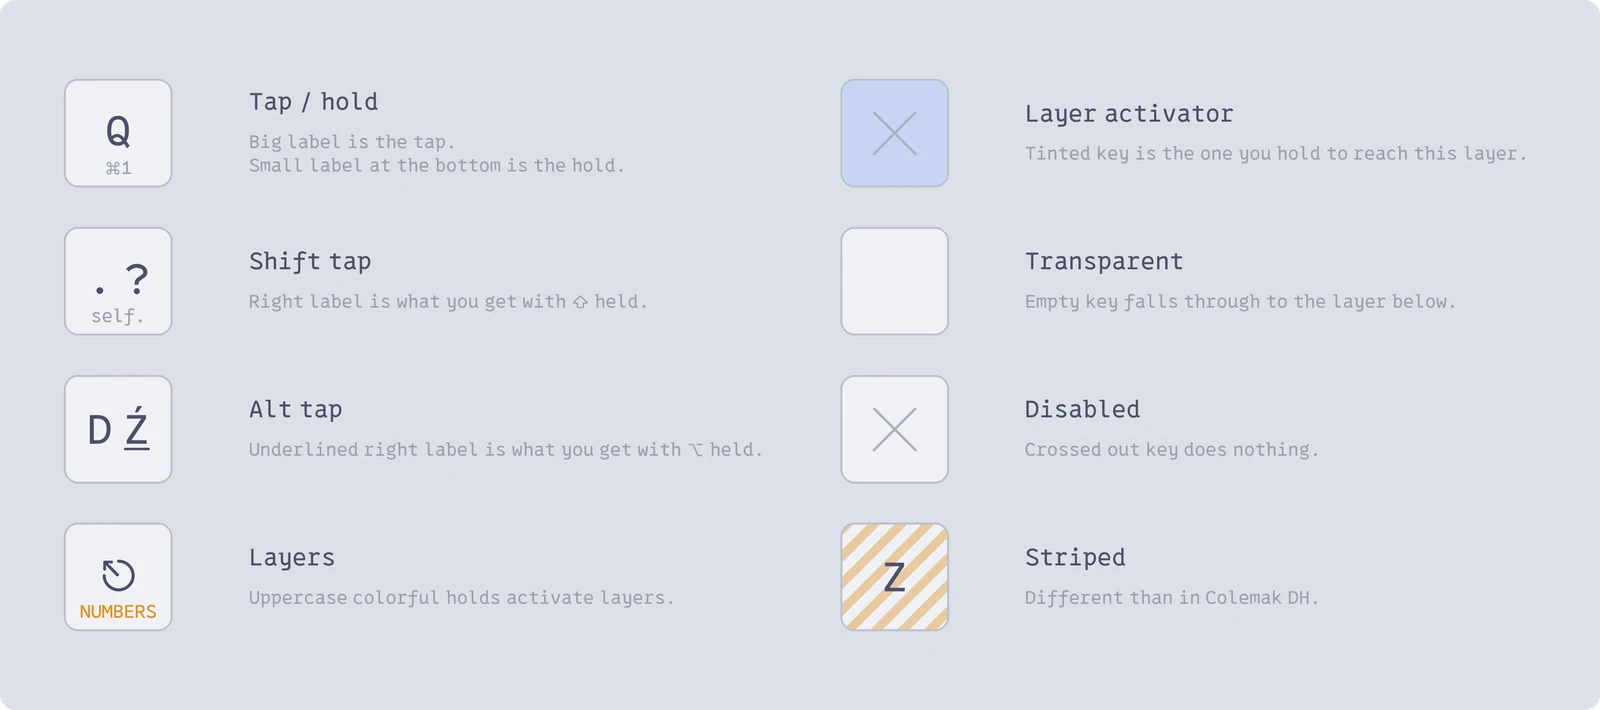 Q
⌘1
Tap / hold
Big label is the tap.
Small label at the bottom is the hold.
. ?
self.
Shift tap
Right label is what you get with ⇧ held.
D Ź
Alt tap
Underlined right label is what you get with ⌥ held.
NUMBERS
Layers
Uppercase colorful holds activate layers.
Layer activator
Tinted key is the one you hold to reach this layer.
Transparent
Empty key falls through to the layer below.
Disabled
Crossed out key does nothing.
Z
Striped
Different than in Colemak DH.